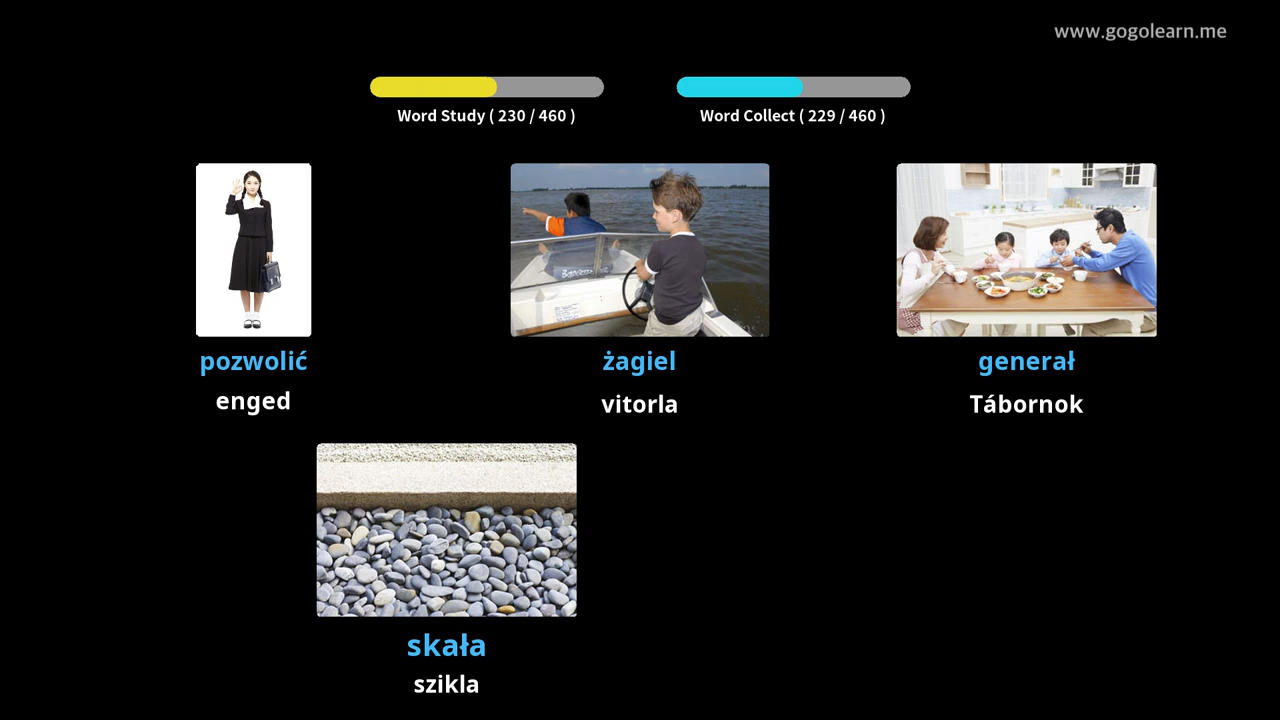 www.gogolearn.me
Word Study ( 230 / 460 )
Word Collect ( 229 / 460 )
pozwolić
enged
żagiel
vitorla
generał
Tábornok
skała
szikla